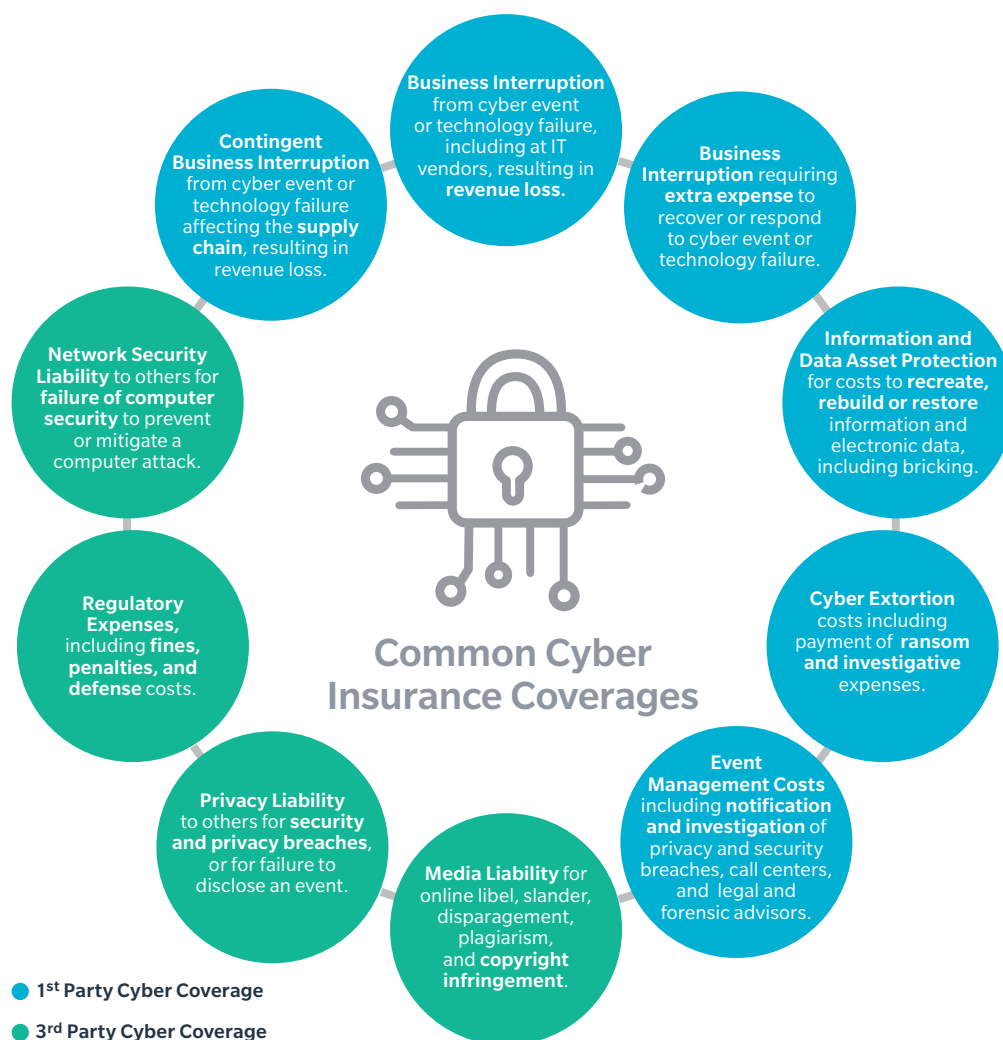 Business Interruption
from cyber event
or technology failure,
including at IT
vendors, resulting in
revenue loss.
Business
Interruption requiring
extra expense to
recover or respond
to cyber event or
technology failure.
Information and
Data Asset Protection
for costs to recreate,
rebuild or restore
information and
electronic data,
including bricking.
Cyber Extortion
costs including
payment of ransom
and investigative
expenses.
Event
Management Costs
including notification
and investigation of
privacy and security
breaches, call centers,
and legal and
forensic advisors.
Media Liability for
online libel, slander,
disparagement,
plagiarism,
and copyright
infringement.
Privacy Liability
to others for security
and privacy breaches,
or for failure to
disclose an event.
Regulatory
Expenses,
including fines,
penalties, and
defense costs.
Network Security
Liability to others for
failure of computer
security to prevent
or mitigate a
computer attack.
Contingent
Business Interruption
from cyber event or
technology failure
affecting the supply
chain, resulting in
revenue loss.
Common Cyber
Insurance Coverages
1st Party Cyber Coverage
3rd Party Cyber Coverage